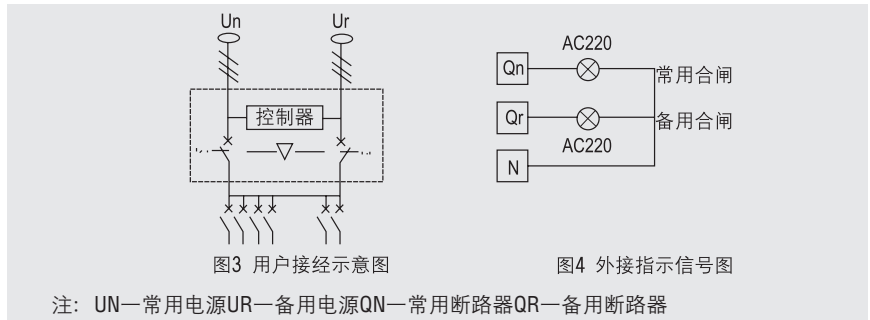 Un Ur
控制器
图3 用户接经示意图
AC220
Qn 常用合闸
Qr 备用合闸
AC220
N
图4 外接指示信号图
注: UN—常用电源UR—备用电源QN—常用断路器QR—备用断路器